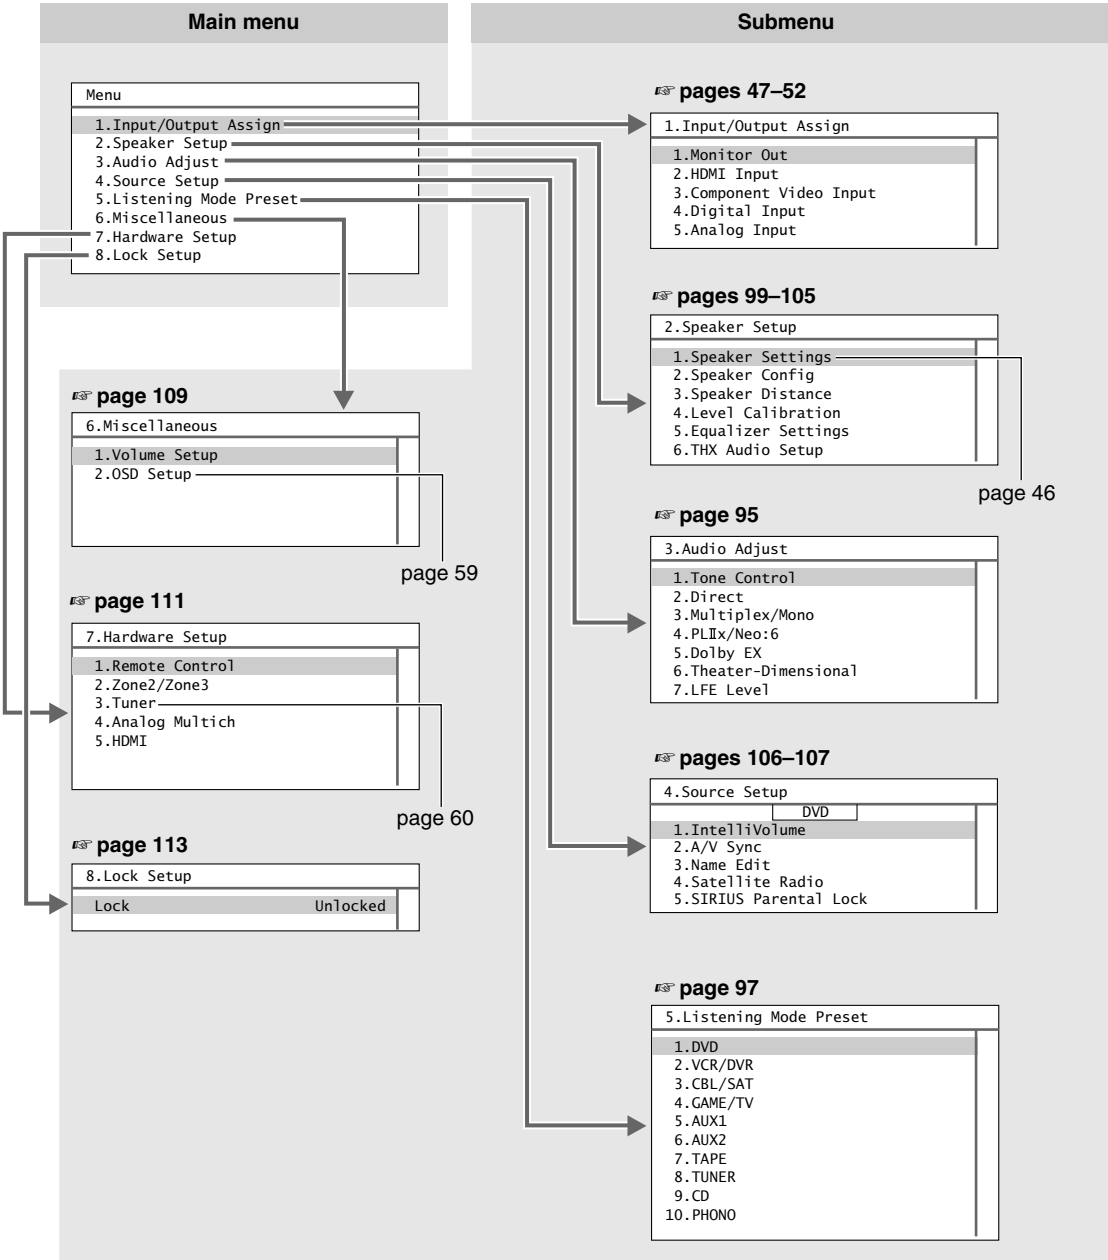 Main menu
Submenu
Menu
1.Input/Output Assign
2.Speaker Setup
3.Audio Adjust
4.Source Setup
5.Listening Mode Preset
6.Miscellaneous
7.Hardware Setup
8.Lock Setup
☞ page 109
6.Miscellaneous
1.Volume Setup
2.OSD Setup
page 59
☞ page 111
7.Hardware Setup
1.Remote Control
2.Zone2/Zone3
3.Tuner
4.Analog Multich
5.HDMI
page 60
☞ page 113
8.Lock Setup
Lock Unlocked
☞ pages 47–52
1.Input/Output Assign
1.Monitor Out
2.HDMI Input
3.Component Video Input
4.Digital Input
5.Analog Input
☞ pages 99–105
2.Speaker Setup
1.Speaker Settings
2.Speaker Config
3.Speaker Distance
4.Level Calibration
5.Equalizer Settings
6.THX Audio Setup
page 46
☞ page 95
3.Audio Adjust
1.Tone Control
2.Direct
3.Multiplex/Mono
4.PLⅡx/Neo:6
5.Dolby EX
6.Theater-Dimensional
7.LFE Level
☞ pages 106–107
4.Source Setup
DVD
1.IntelliVolume
2.A/V Sync
3.Name Edit
4.Satellite Radio
5.SIRIUS Parental Lock
☞ page 97
5.Listening Mode Preset
1.DVD
2.VCR/DVR
3.CBL/SAT
4.GAME/TV
5.AUX1
6.AUX2
7.TAPE
8.TUNER
9.CD
10.PHONO